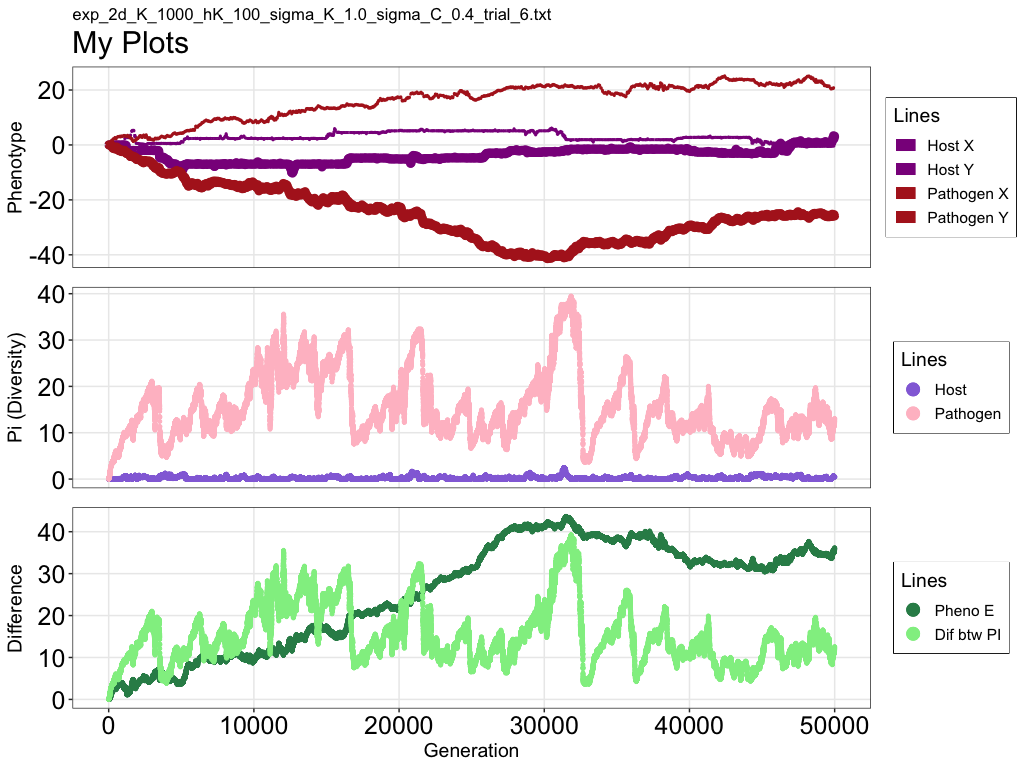 exp_2d_K_1000_hK_100_sigma_K_1.0_sigma_C_0.4_trial_6.txt
My Plots
Phenotype
20
0
-20
-40
Lines
Host X
Host Y
Pathogen X
Pathogen Y
Pi (Diversity)
40
30
20
10
0
Lines
Host
Pathogen
Difference
40
30
20
10
0
Lines
Pheno E
Dif btw PI
0 10000 20000 30000 40000 50000
Generation